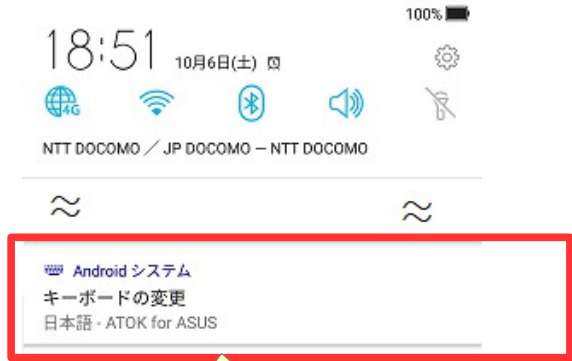 100%
18:51 10月6日(土)
4G
NTT DOCOMO / JP DOCOMO – NTT DOCOMO
Android システム
キーボードの変更
日本語 - ATOK for ASUS